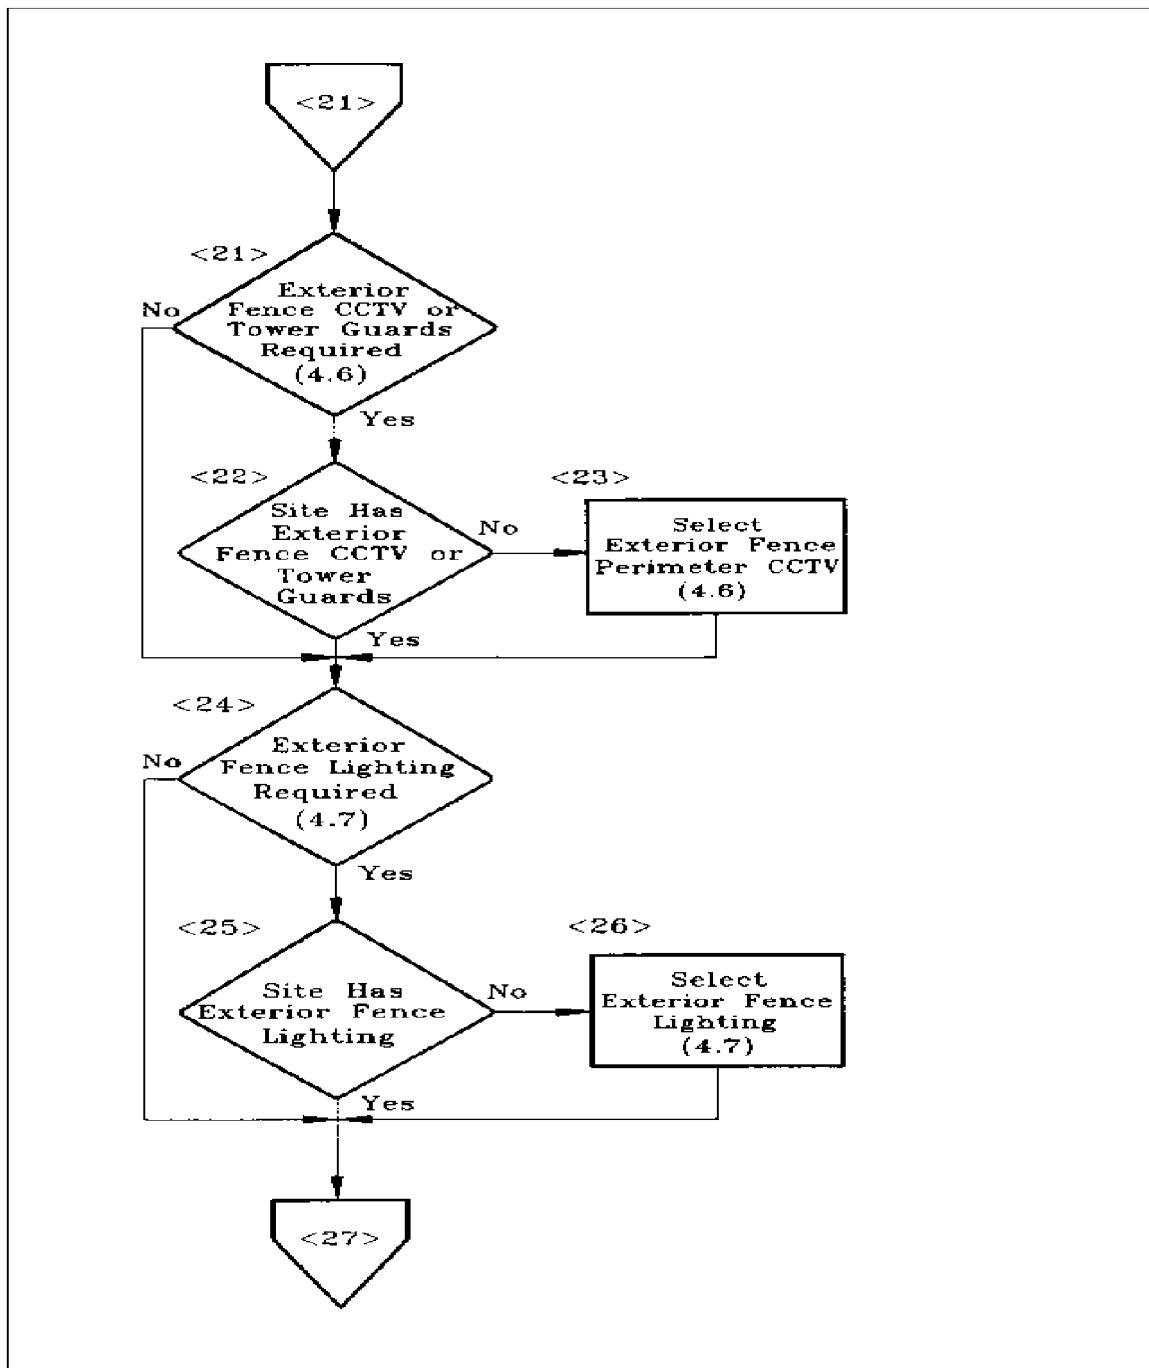 <21>
<21>
Exterior
No
Fence CCTV or
Tower Guards
Required
(4.6)
Yes
<22>
<23>
Site Has
Exterior
Fence CCTV or
Tower
Guards
No
Select
Exterior Fence
Perimeter CCTV
(4.6)
Yes
<24>
Exterior
No
Fence Lighting
Required
(4.7)
Yes
<25>
<26>
Site Has
Exterior Fence
Lighting
No
Select
Exterior Fence
Lighting
(4.7)
Yes
<27>